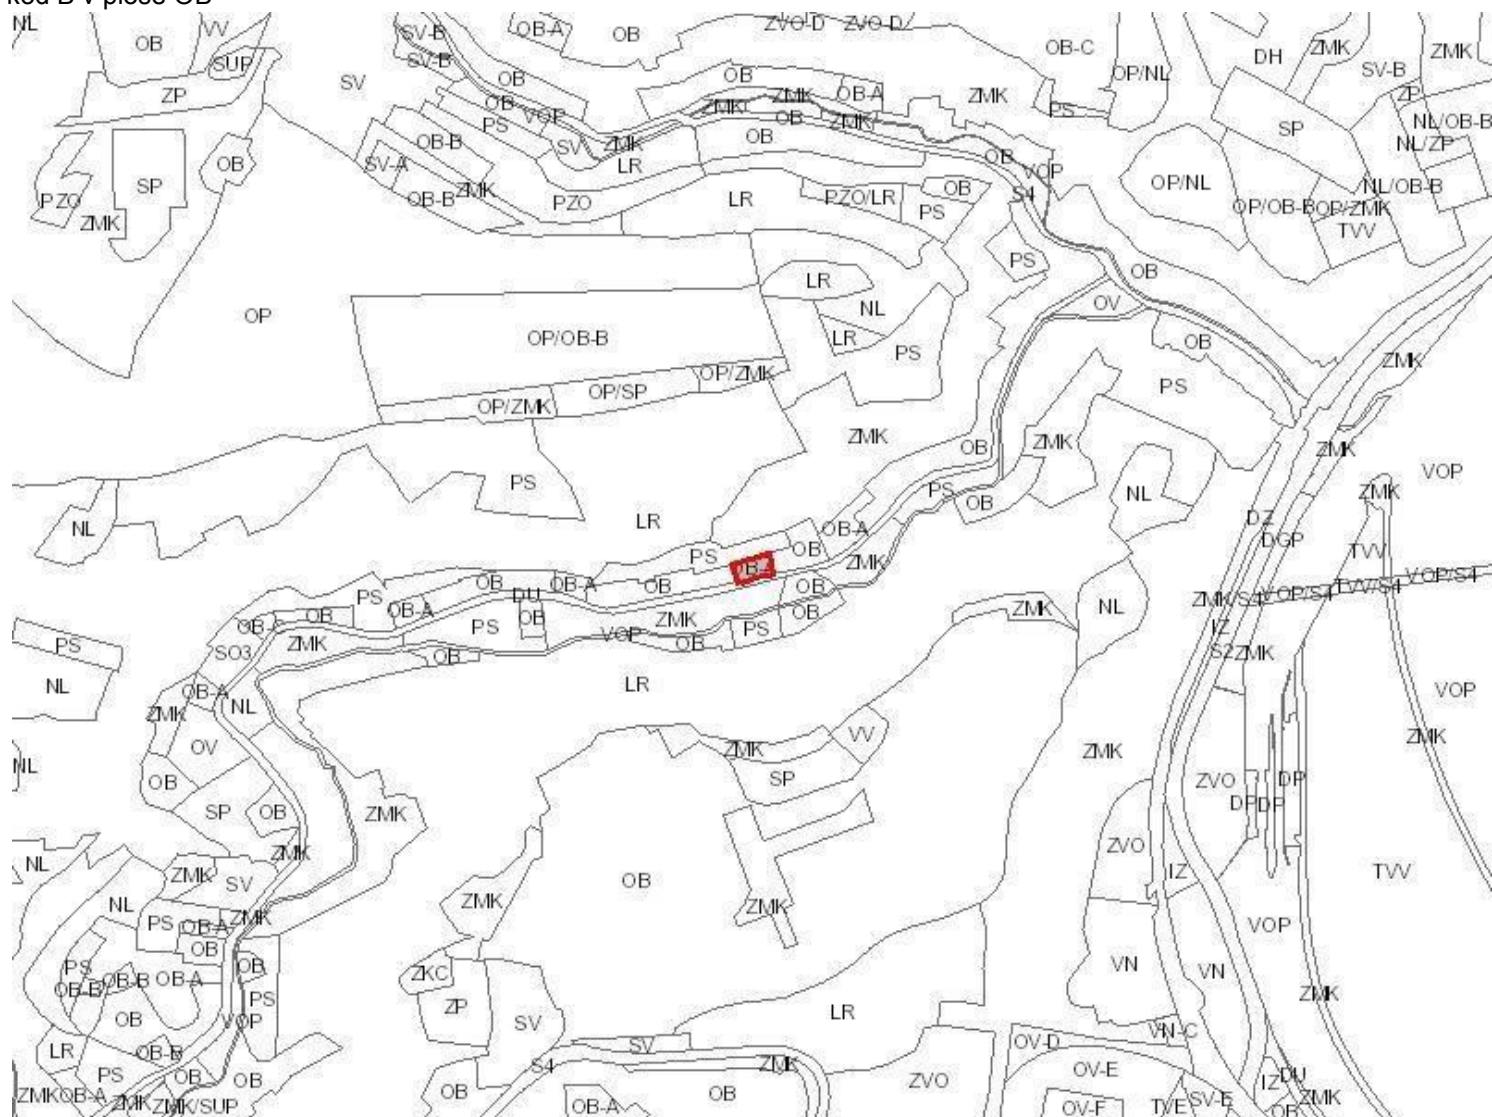 kód B v ploše OB
NL OB VV SV-B OB-A OB ZVO-D ZVO-D OB-C DH ZMK ZMK
SUP SV SV-B OB OB OP/NL SV-B
ZP OB VOP ZMK ZMK OB-A ZMK PS ZP
OB-B PS ZMK OB ZMK SP NL/OB-B
OB SV-A SV LR OB OB VOP NL/ZP
SP OB-B ZMK PZO LR PZO/LR OB S4 OP/NL NL/OB-B
PZO ZMK PS OP/OB-B OP/ZMK
TVV
PS OB
LR
OP NL OV
OP/OB-B LR PS OB
OP/ZMK PS ZMK
OP/ZMK OP/SP
ZMK OB ZMK ZMK
PS PS OB NL ZMK VOP
NL LR OB-A DZ
PS OB ZMK DGP TVV
PS OB OB-A OB OB ZMK/S4 VOP/S4 TVV/S4 VOP/S4
OB-A DU OB ZMK NL
OB OB PS OB ZMK OB ZMK IZ
PS SO3 ZMK VOP OB PS S2 ZMK
NL OB LR VOP
OB-A NL
ZMK
OV ZMK VV ZMK ZMK
NL OB SP ZVO DP
SP OB ZMK DP DP
NL ZMK ZVO
ZMK SV OB IZ TVV
NL ZMK ZMK ZMK
PS OB-A VOP
OB
PS OB-B OB-A OB ZKC VN VN
OB-B PS ZP ZMK
OB VOP SV LR VN-C
LR OB-B SV OV-D
PS OB OB S4 ZMK ZVO OV-E DU
ZMK OB-A ZMK ZMK/SUP OB OB-A OB OV-F TVE SV-E IZ ZMK